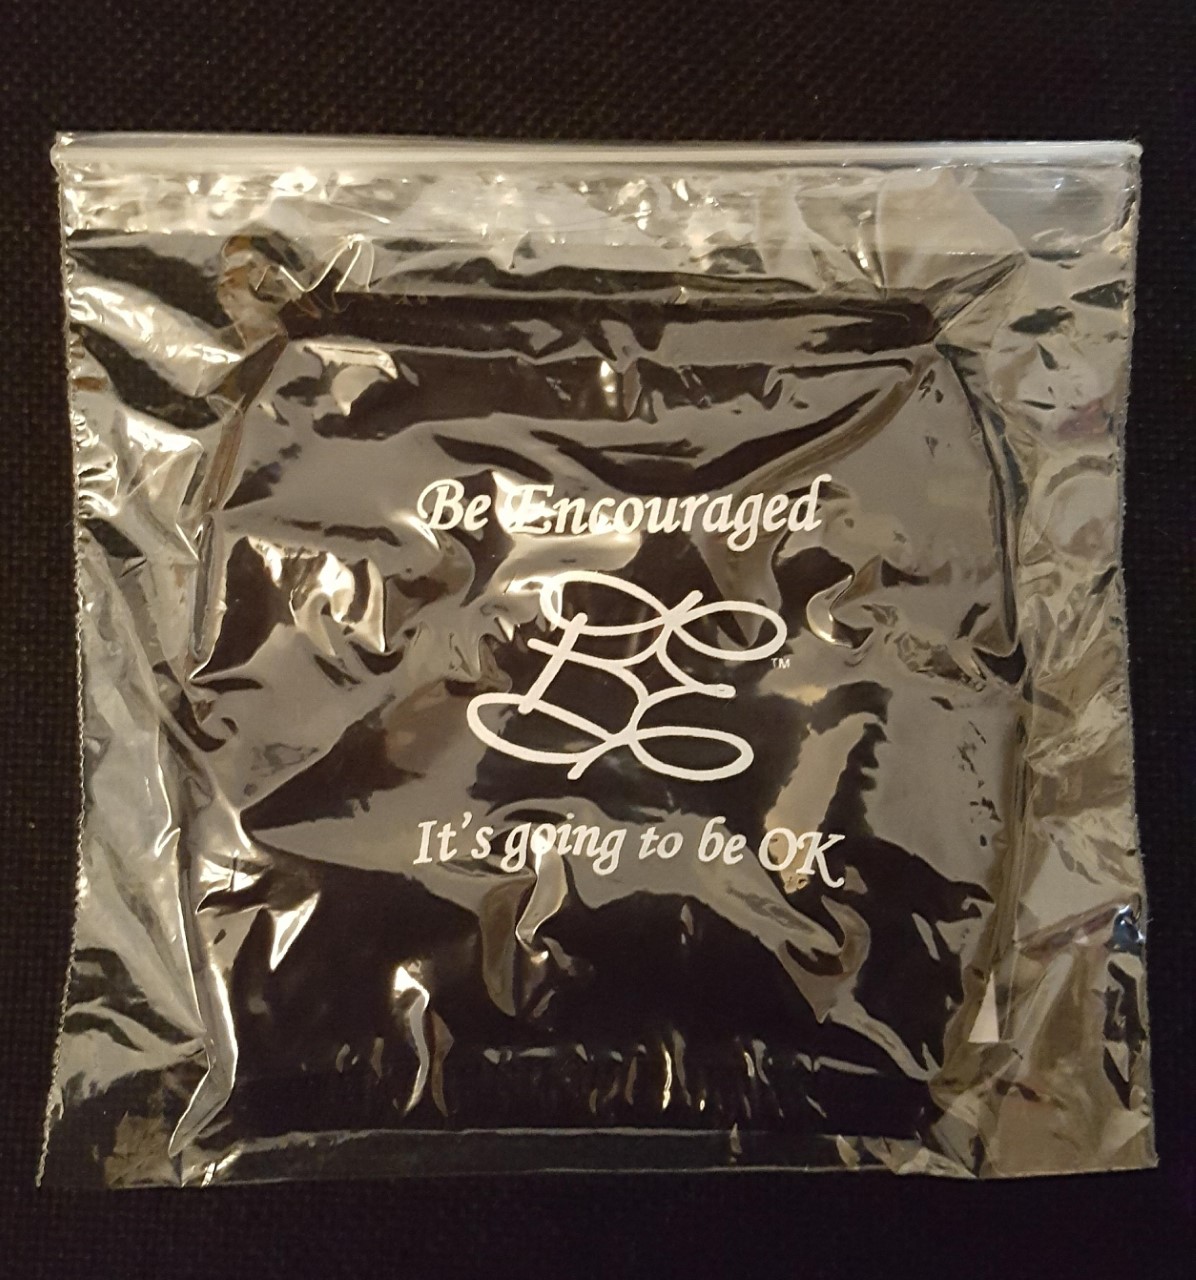 Be Encouraged
BE™
It's going to be OK